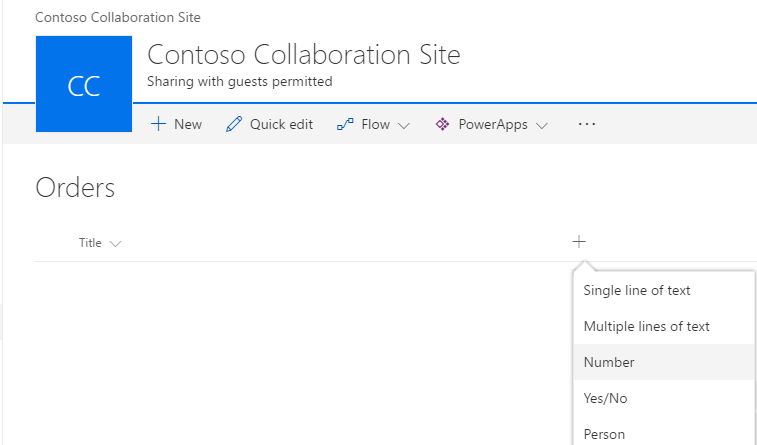 Contoso Collaboration Site
CC
Contoso Collaboration Site
Sharing with guests permitted
New Quick edit Flow PowerApps ...
Orders
Title
Single line of text
Multiple lines of text
Number
Yes/No
Person